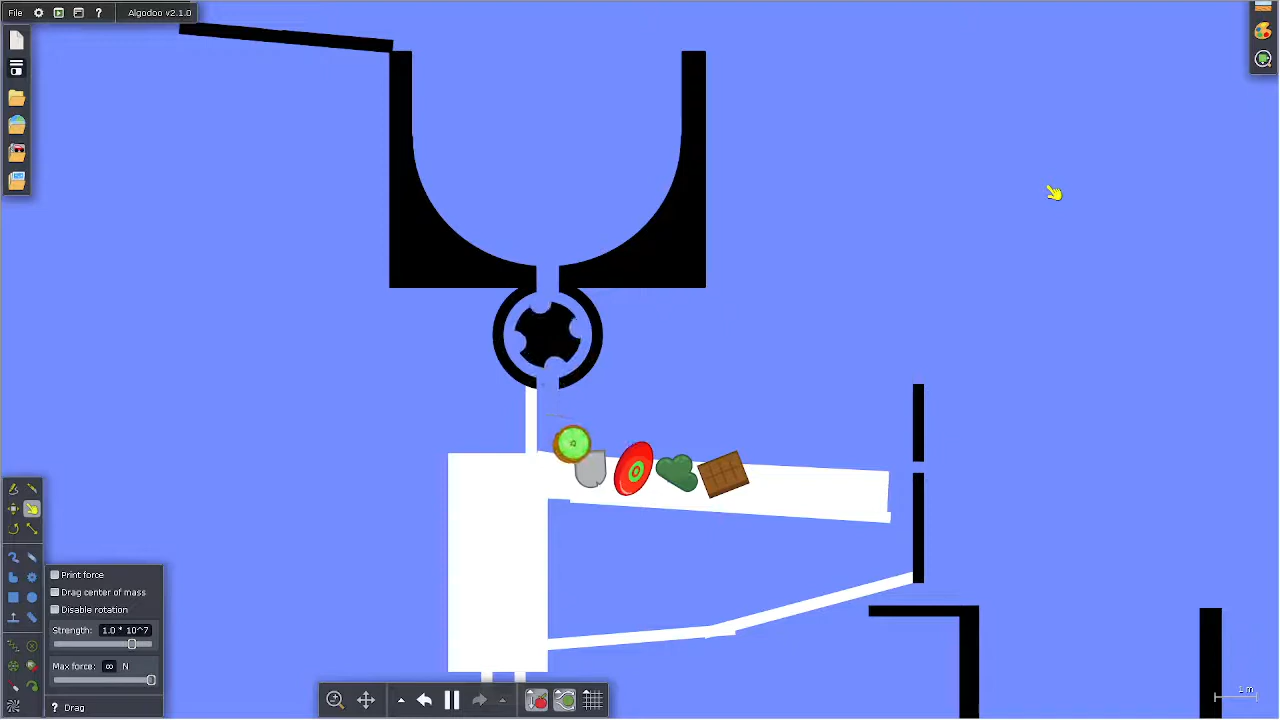 File
?
Algodoo v2.1.0
Print force
Drag center of mass
Disable rotation
Strength: 1.0 * 10^7
Max force: ∞ N
? Drag
1 m